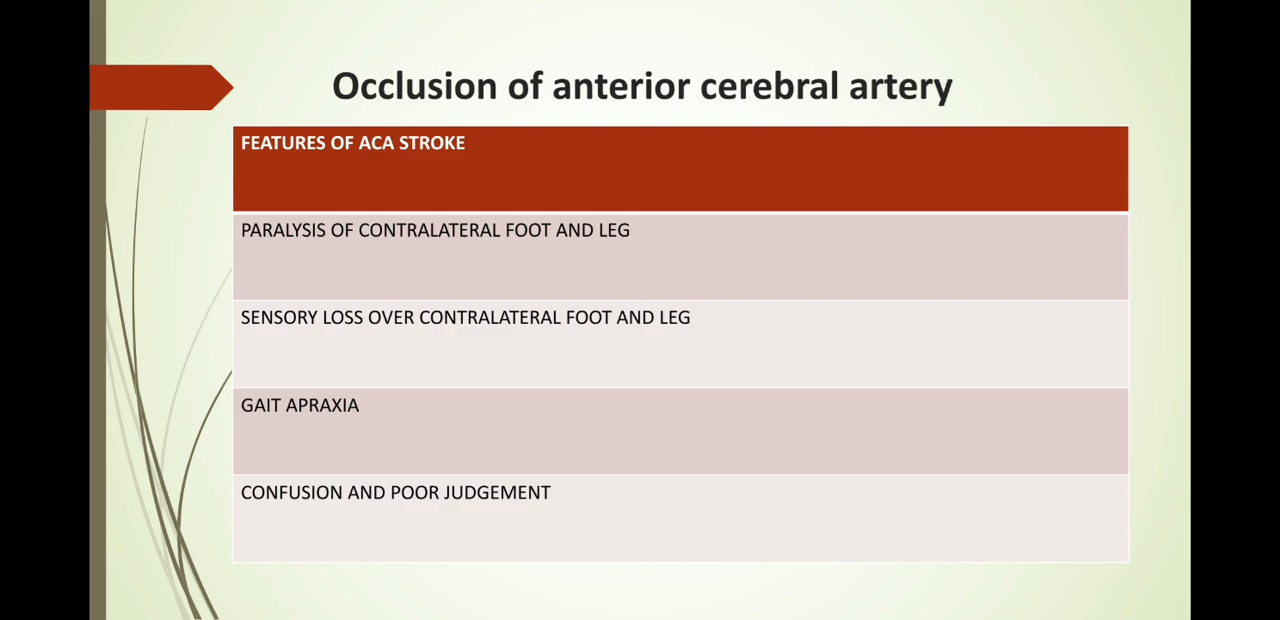 Occlusion of anterior cerebral artery
FEATURES OF ACA STROKE
PARALYSIS OF CONTRALATERAL FOOT AND LEG
SENSORY LOSS OVER CONTRALATERAL FOOT AND LEG
GAIT APRAXIA
CONFUSION AND POOR JUDGEMENT